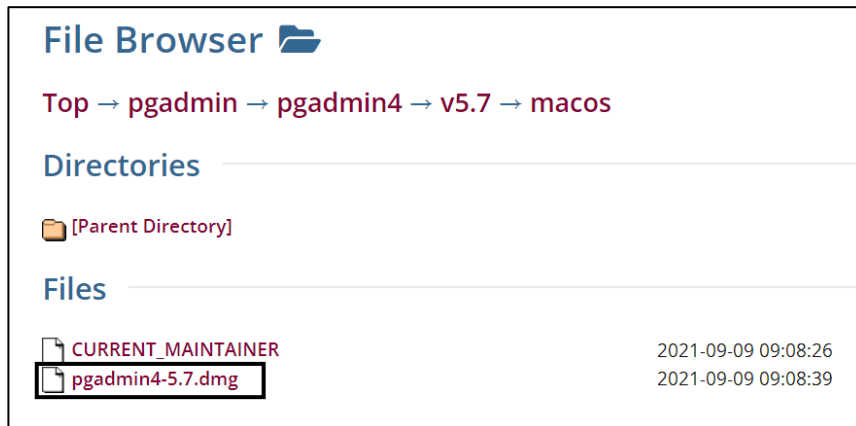 File Browser
Top → pgadmin → pgadmin4 → v5.7 → macos
Directories
[Parent Directory]
Files
CURRENT_MAINTAINER 2021-09-09 09:08:26
pgadmin4-5.7.dmg 2021-09-09 09:08:39